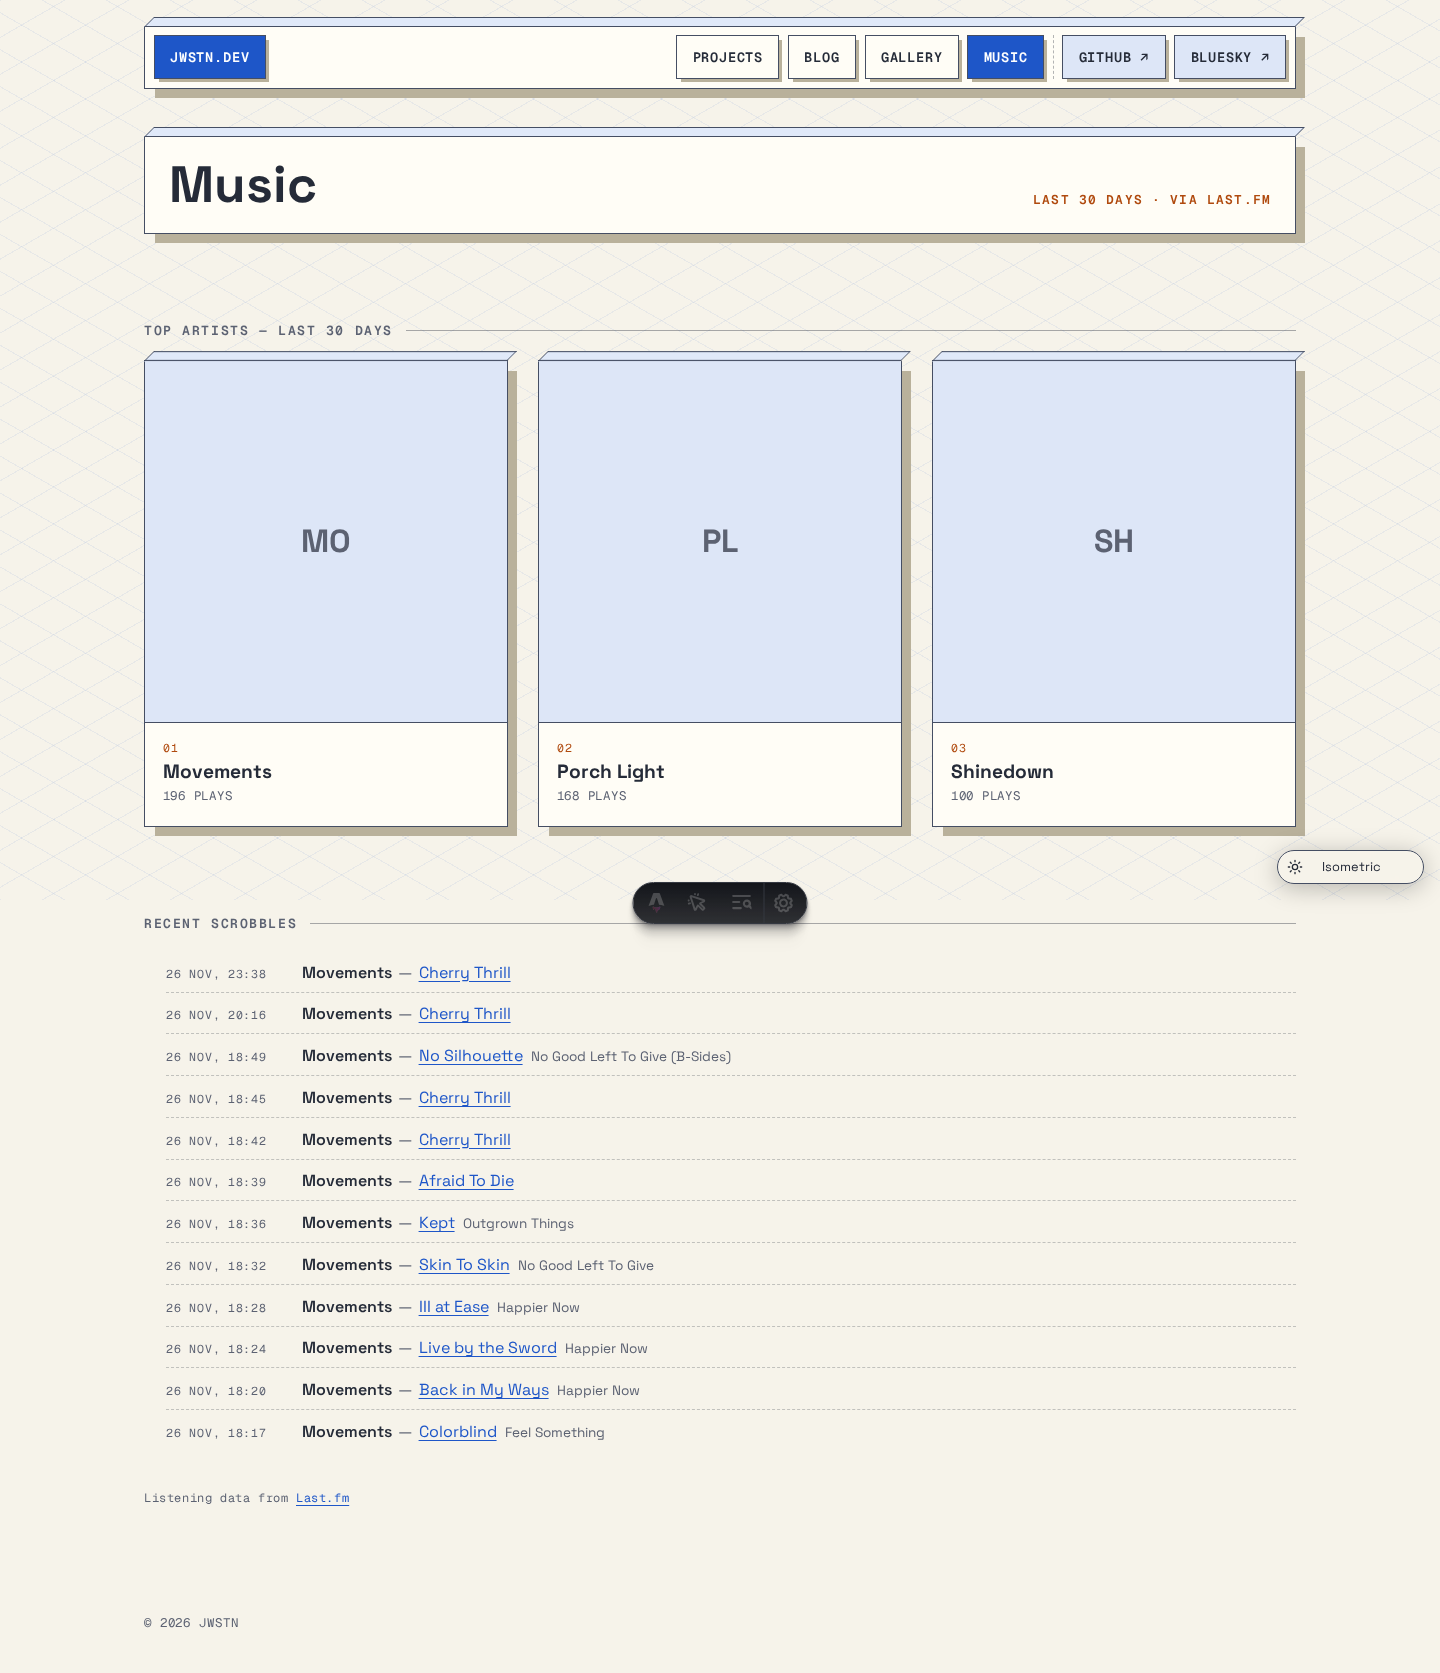 JWSTN.DEV PROJECTS BLOG GALLERY MUSIC GITHUB ↗ BLUESKY ↗
Music
LAST 30 DAYS · VIA LAST.FM
TOP ARTISTS — LAST 30 DAYS
MO
01
Movements
196 PLAYS
PL
02
Porch Light
168 PLAYS
SH
03
Shinedown
100 PLAYS
Isometric
RECENT SCROBBLES
26 NOV, 23:38 Movements — Cherry Thrill
26 NOV, 20:16 Movements — Cherry Thrill
26 NOV, 18:49 Movements — No Silhouette No Good Left To Give (B-Sides)
26 NOV, 18:45 Movements — Cherry Thrill
26 NOV, 18:42 Movements — Cherry Thrill
26 NOV, 18:39 Movements — Afraid To Die
26 NOV, 18:36 Movements — Kept Outgrown Things
26 NOV, 18:32 Movements — Skin To Skin No Good Left To Give
26 NOV, 18:28 Movements — Ill at Ease Happier Now
26 NOV, 18:24 Movements — Live by the Sword Happier Now
26 NOV, 18:20 Movements — Back in My Ways Happier Now
26 NOV, 18:17 Movements — Colorblind Feel Something
Listening data from Last.fm
© 2026 JWSTN